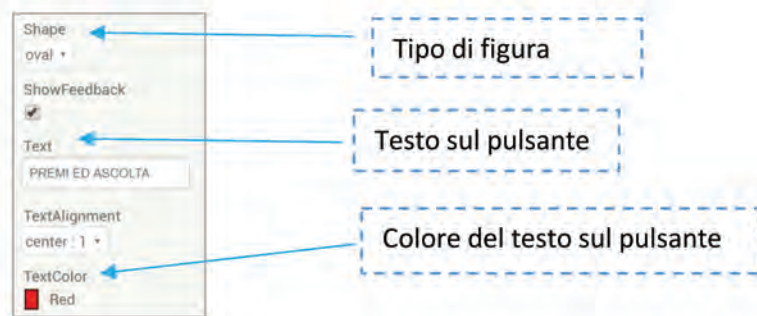 Shape
oval
ShowFeedback
Text
PREMI ED ASCOLTA
TextAlignment
center : 1
TextColor
Red
Tipo di figura
Testo sul pulsante
Colore del testo sul pulsante